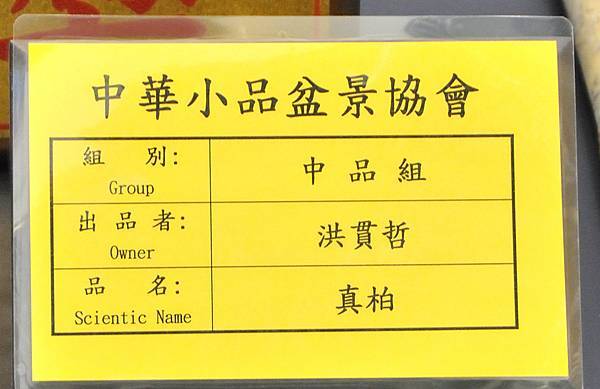 中華小品盆景協會
組 別:
Group
中 品 組
出 品 者:
Owner
洪貫哲
品 名:
Scientic Name
真柏